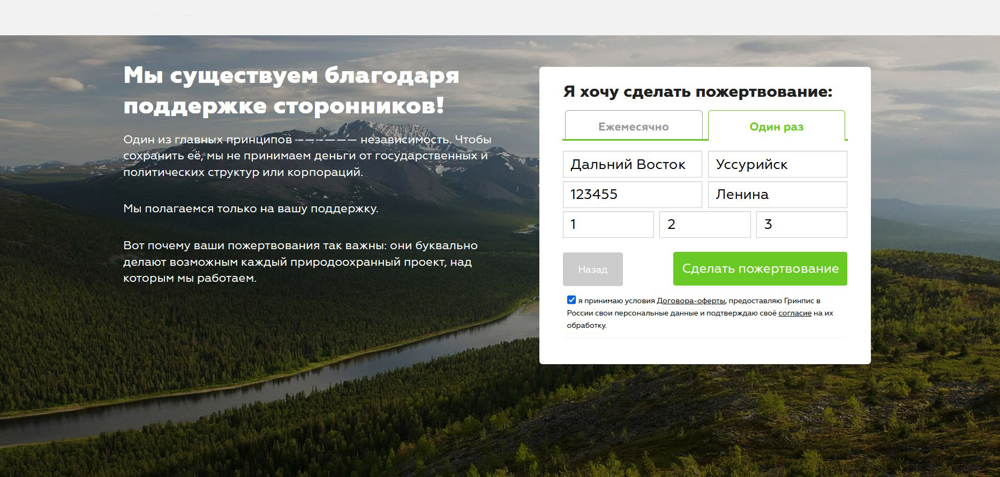 Мы существуем благодаря
поддержке сторонников!
Один из главных принципов — независимость. Чтобы
сохранить её, мы не принимаем деньги от государственных и
политических структур или корпораций.
Мы полагаемся только на вашу поддержку.
Вот почему ваши пожертвования так важны: они буквально
делают возможным каждый природоохранный проект, над
которым мы работаем.
Я хочу сделать пожертвование:
Ежемесячно
Один раз
Дальний Восток
Уссурийск
123455
Ленина
1
2
3
Назад
Сделать пожертвование
я принимаю условия Договора-оферты, предоставляю Гринпис в
России свои персональные данные и подтверждаю своё согласие на их
обработку.